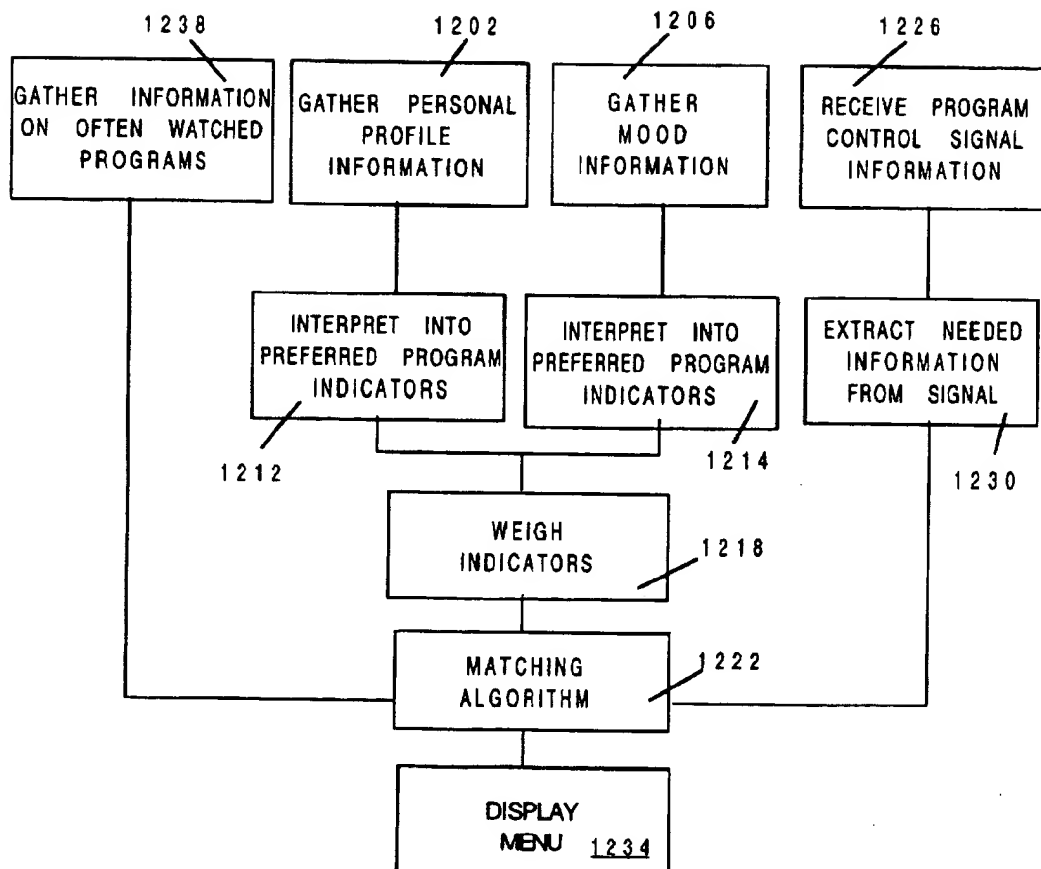 1238
1202
1206
1226
GATHER INFORMATION
ON OFTEN WATCHED
PROGRAMS
GATHER PERSONAL
PROFILE
INFORMATION
GATHER
MOOD
INFORMATION
RECEIVE PROGRAM
CONTROL SIGNAL
INFORMATION
INTERPRET INTO
PREFERRED PROGRAM
INDICATORS
INTERPRET INTO
PREFERRED PROGRAM
INDICATORS
EXTRACT NEEDED
INFORMATION
FROM SIGNAL
1212
1214
1230
WEIGH
INDICATORS
1218
MATCHING
ALGORITHM
1222
DISPLAY
MENU 1234